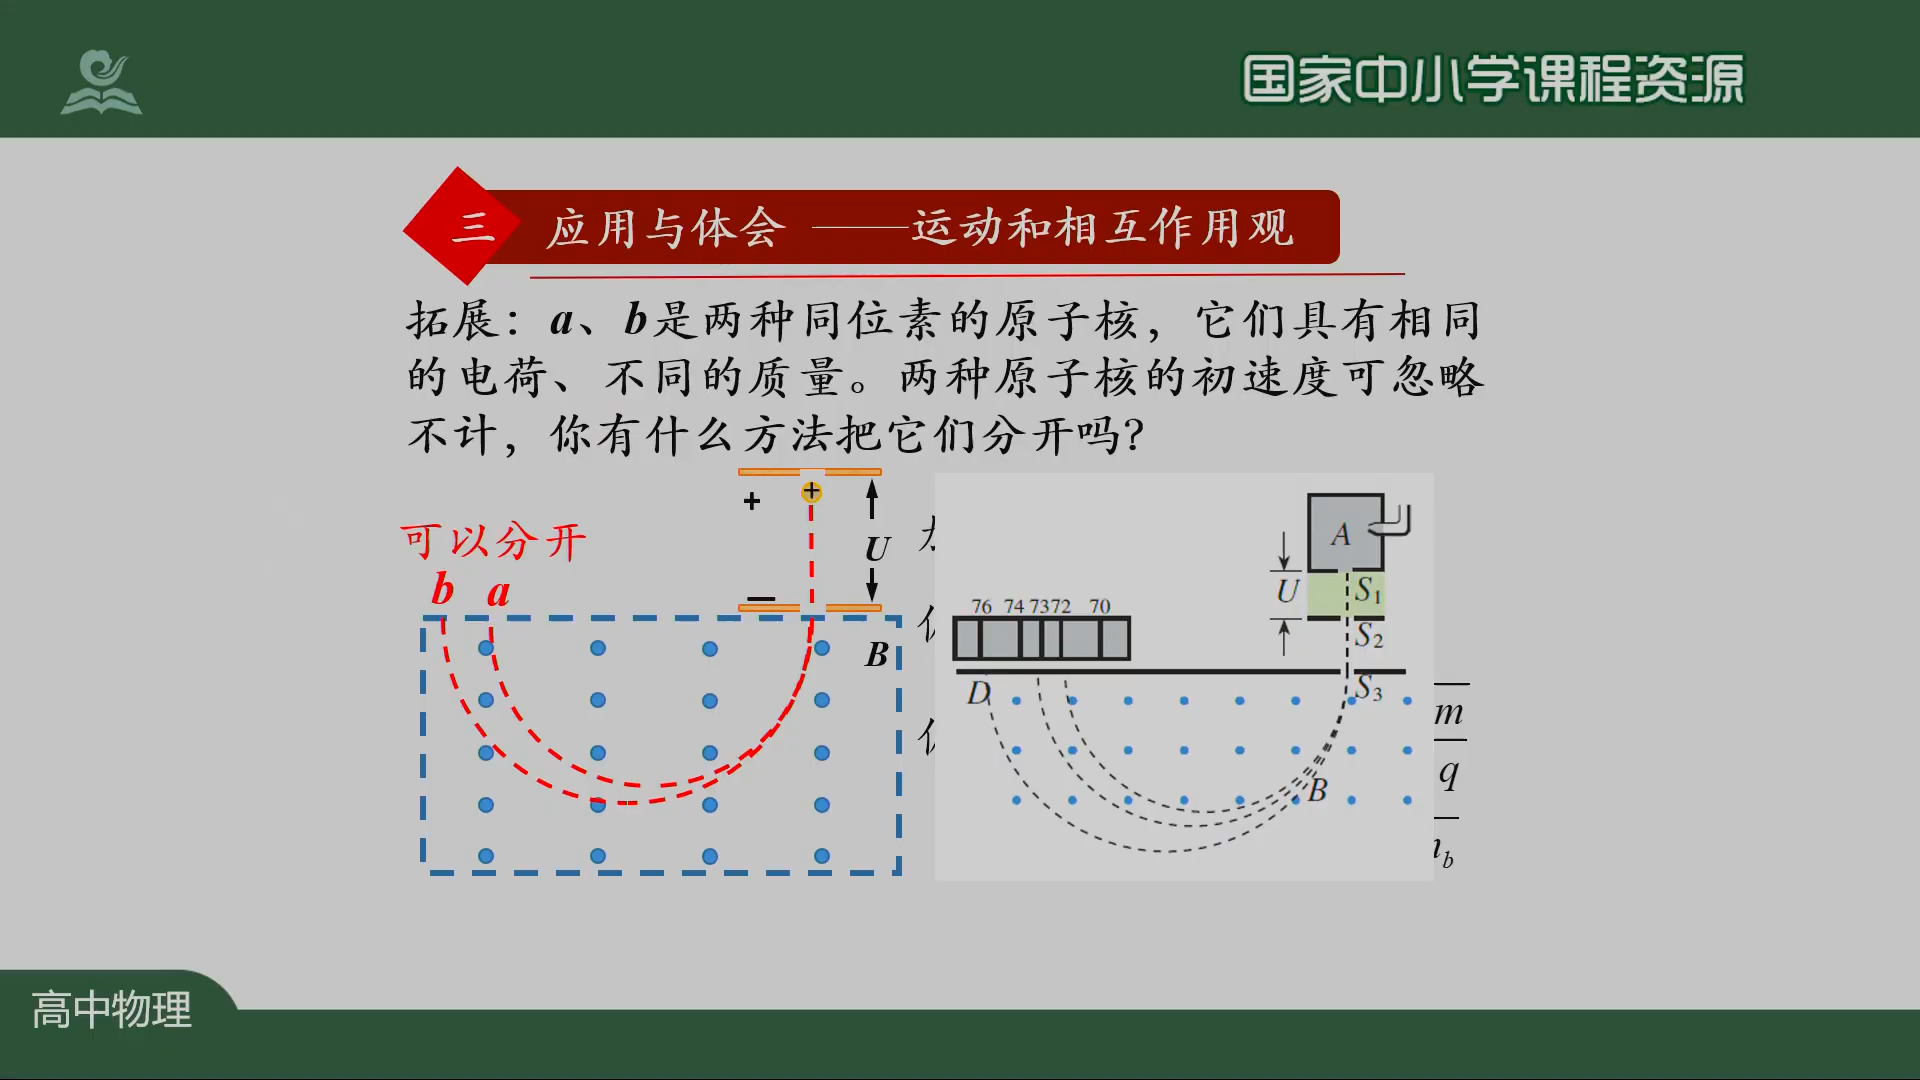 国家中小学课程资源
三 应用与体会 ——运动和相互作用观
拓展：a、b是两种同位素的原子核，它们具有相同
的电荷、不同的质量。两种原子核的初速度可忽略
不计，你有什么方法把它们分开吗？
可以分开
b a
+
+
U
—
B
A
U
S1
S2
S3
76 74 73 72 70
D
B
m
q
b
高中物理